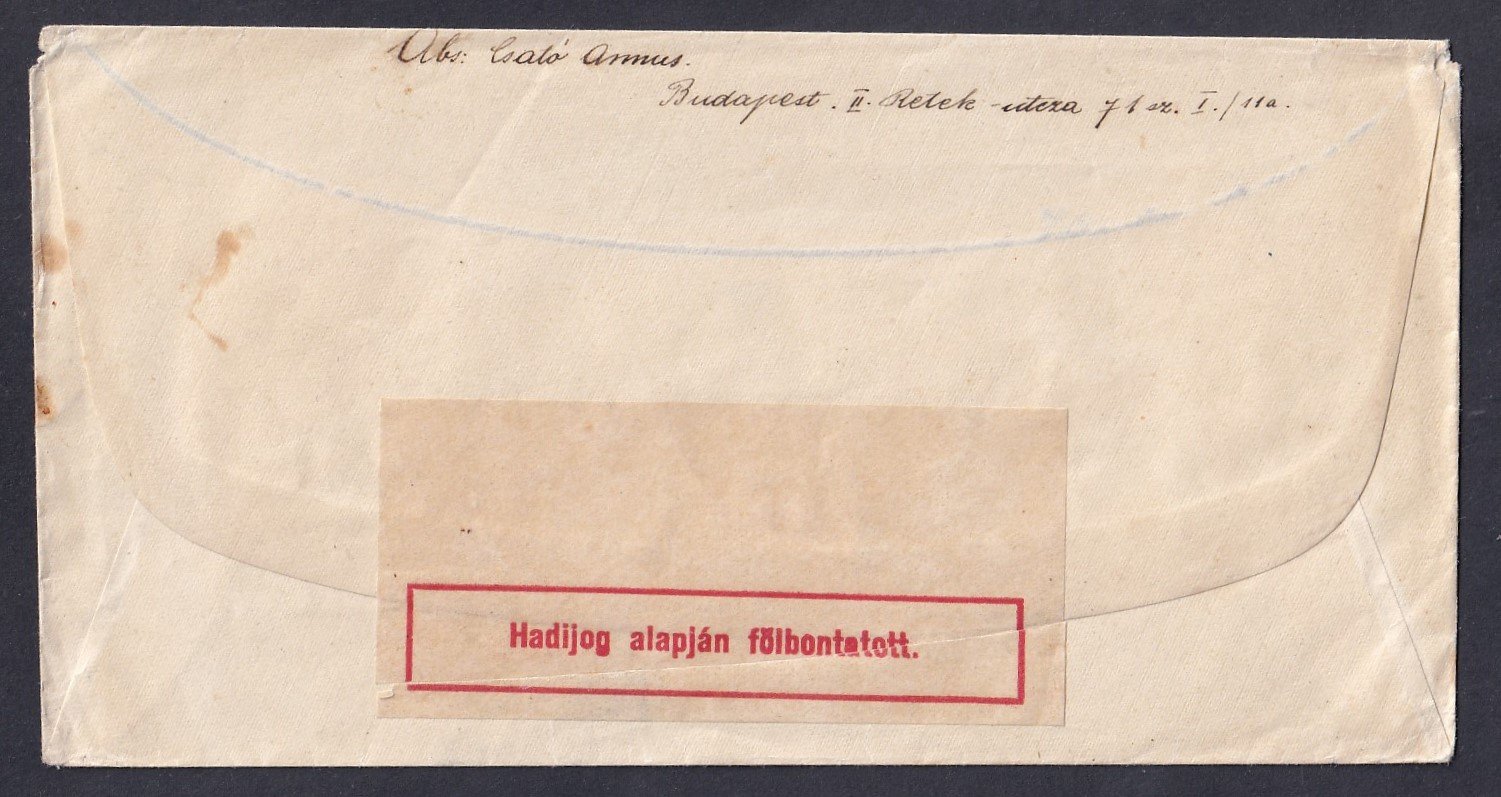 Abs: Csató Annus.
Budapest. II. Retek-utcza 71 sz. I./11a.
Hadijog alapján fölbontatott.